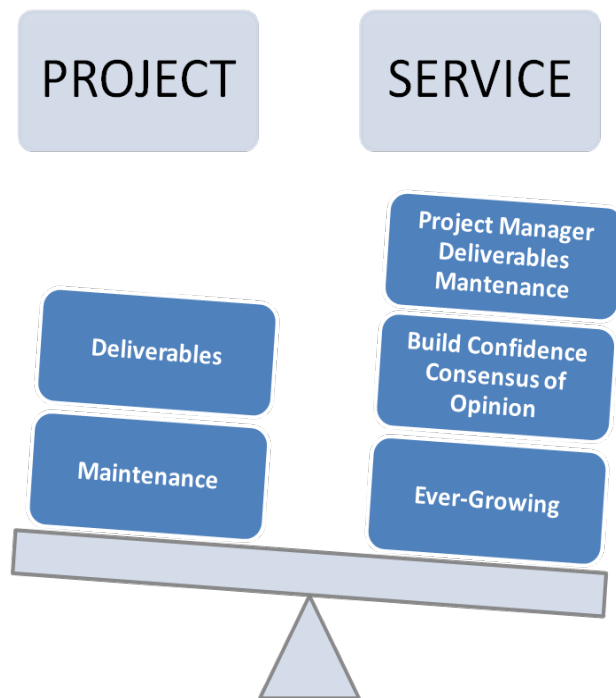 PROJECT
SERVICE
Deliverables
Maintenance
Project Manager
Deliverables
Mantenance
Build Confidence
Consensus of
Opinion
Ever-Growing